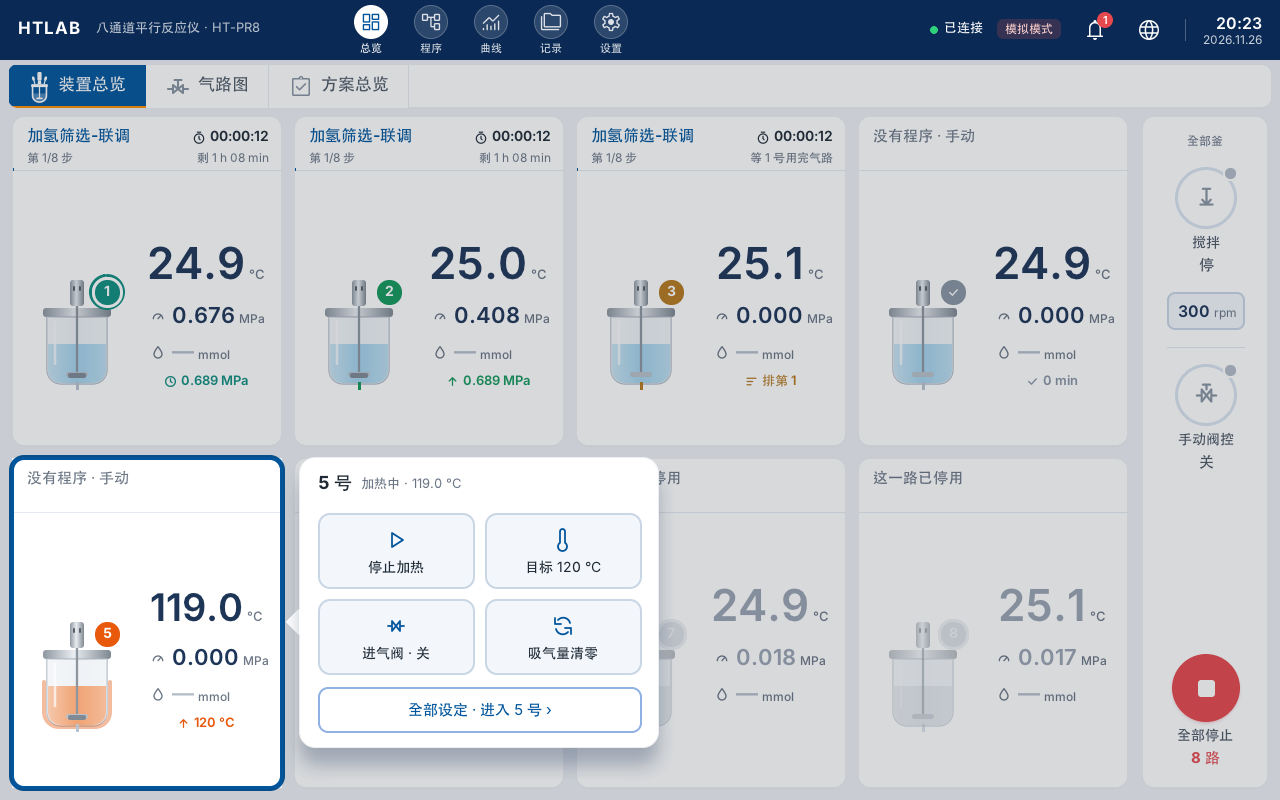 HTLAB 八通道平行反应仪 · HT-PR8
总览
程序
曲线
记录
设置
已连接
模拟模式
1
20:23
2026.11.26
装置总览
气路图
方案总览
加氢筛选-联调 00:00:12
第 1/8 步 剩 1 h 08 min
24.9 °C
1
0.676 MPa
mmol
0.689 MPa
加氢筛选-联调 00:00:12
第 1/8 步 剩 1 h 08 min
25.0 °C
2
0.408 MPa
mmol
0.689 MPa
加氢筛选-联调 00:00:12
第 1/8 步 等 1 号用完气路
25.1 °C
3
0.000 MPa
mmol
排第 1
没有程序 · 手动
24.9 °C
0.000 MPa
mmol
0 min
没有程序 · 手动
119.0 °C
5
0.000 MPa
mmol
120 °C
5 号 加热中 · 119.0 °C
停止加热
目标 120 °C
进气阀 · 关
吸气量清零
全部设定 · 进入 5 号 ›
停用
24.9 °C
7
0.018 MPa
mmol
这一路已停用
25.1 °C
8
0.017 MPa
mmol
全部釜
搅拌
停
300 rpm
手动阀控
关
全部停止
8 路